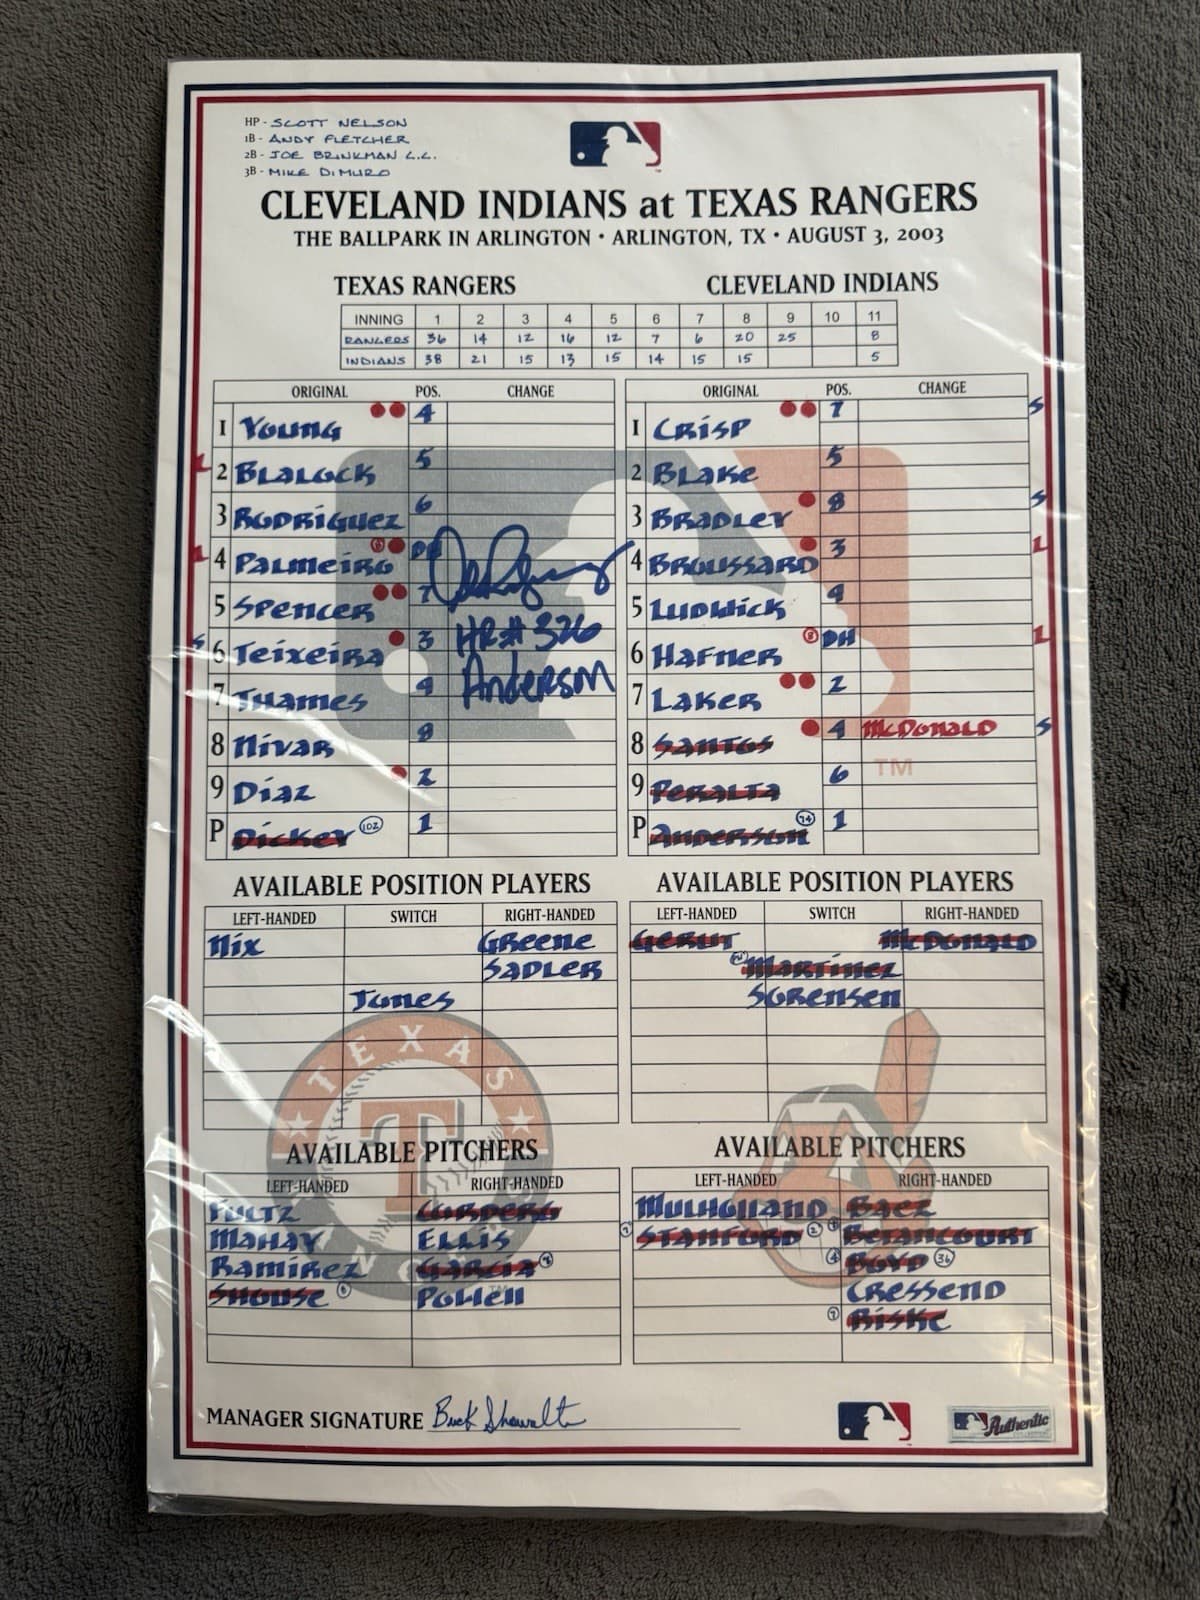 HP - SCOTT NELSON
1B - ANDY FLETCHER
2B - JOE BRINKMAN C.C.
3B - MIKE DIMURO
CLEVELAND INDIANS at TEXAS RANGERS
THE BALLPARK IN ARLINGTON • ARLINGTON, TX • AUGUST 3, 2003
TEXAS RANGERS CLEVELAND INDIANS
INNING 1 2 3 4 5 6 7 8 9 10 11
RANGERS 36 14 12 16 12 7 6 20 25 8
INDIANS 38 21 15 13 15 14 15 15 5
ORIGINAL POS. CHANGE ORIGINAL POS. CHANGE
1 YOUNG 4 1 CRISP 7 S
L 2 BLALOCK 5 2 BLAKE 5
3 RODRIGUEZ 6 3 BRADLEY 8 S
L 4 PALMEIRO DH 4 BROUSSARD 3 L
5 SPENCER 7 5 LUDWICK 9
S 6 TEIXEIRA 3 HR# 326 6 HAFNER DH L
7 THAMES 9 Anderson 7 LAKER 2
8 NIVAR 8 8 SANTOS 4 McDONALD S
9 DIAZ 2 9 PERALTA 6
P DICKEY 102 1 P ANDERSON 74 1
AVAILABLE POSITION PLAYERS AVAILABLE POSITION PLAYERS
LEFT-HANDED SWITCH RIGHT-HANDED LEFT-HANDED SWITCH RIGHT-HANDED
NIX GREENE GERUT McDONALD
SADLER MARTINEZ
JONES SORENSEN
TEXAS
T
AVAILABLE PITCHERS AVAILABLE PITCHERS
LEFT-HANDED RIGHT-HANDED LEFT-HANDED RIGHT-HANDED
FULTZ CORDERO MULHOLLAND BAEZ
MAHAY ELLIS STANFORD 2 BETANCOURT
RAMIREZ GARCIA BOYD 36
SHOUSE POWELL CRESSEND
RISKE
MANAGER SIGNATURE Buck Showalter
Authentic
TM